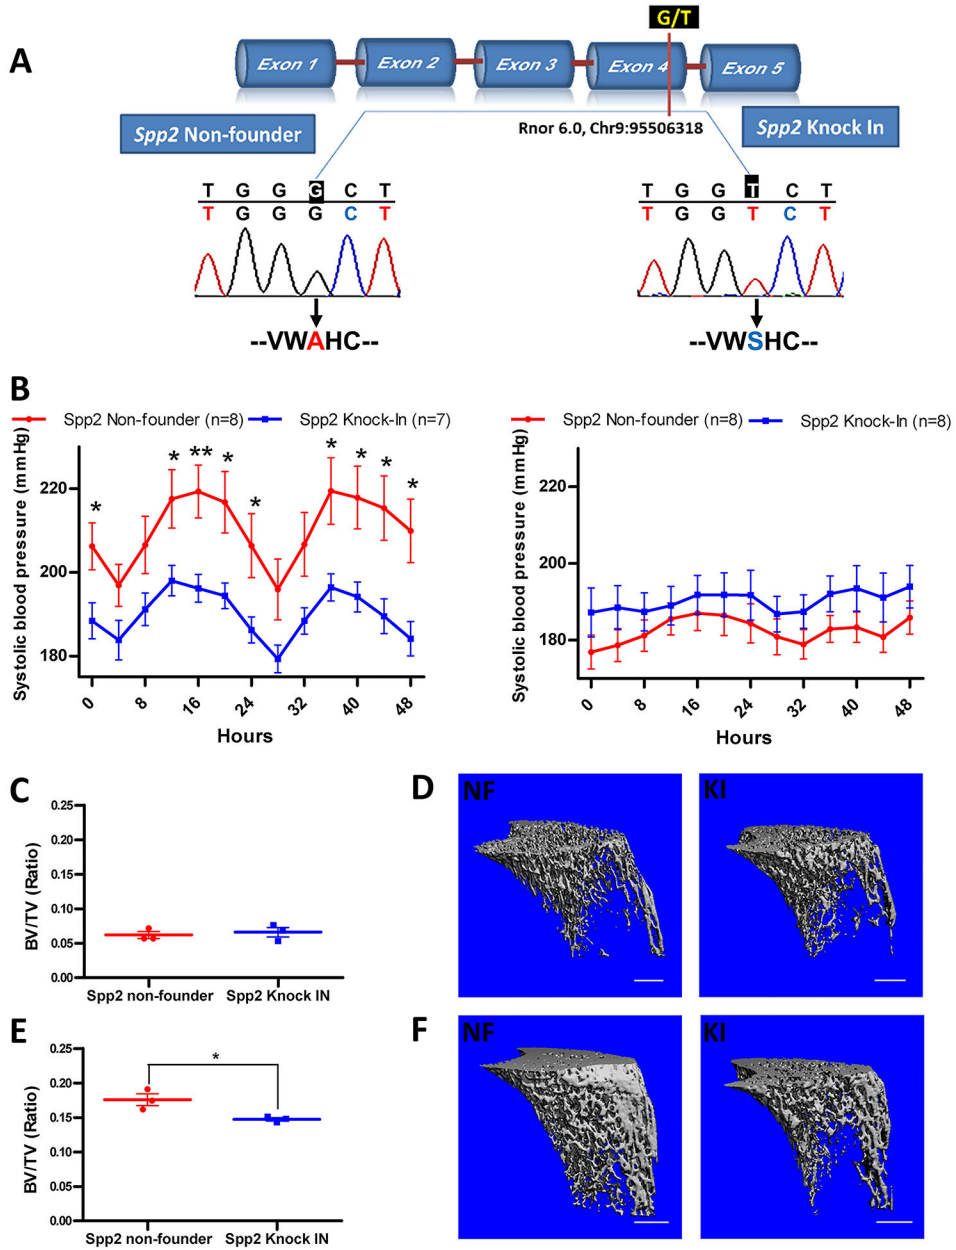 A
G/T
Exon 1
Exon 2
Exon 3
Exon 4
Exon 5
Spp2 Non-founder
Rnor 6.0, Chr9:95506318
Spp2 Knock In
T G G G C T
T G G G C T
--VWAHC--
T G G T C T
T G G T C T
--VWSHC--
B
Spp2 Non-founder (n=8)
Spp2 Knock-In (n=7)
Systolic blood pressure (mmHg)
220
200
180
* * ** * * * * * *
0 8 16 24 32 40 48
Hours
Spp2 Non-founder (n=8)
Spp2 Knock-In (n=8)
Systolic blood pressure (mmHg)
220
200
180
0 8 16 24 32 40 48
Hours
C
BV/TV (Ratio)
0.25
0.20
0.15
0.10
0.05
0.00
Spp2 non-founder
Spp2 Knock IN
D
NF
KI
E
BV/TV (Ratio)
0.25
0.20
0.15
0.10
0.05
0.00
*
Spp2 non-founder
Spp2 Knock IN
F
NF
KI